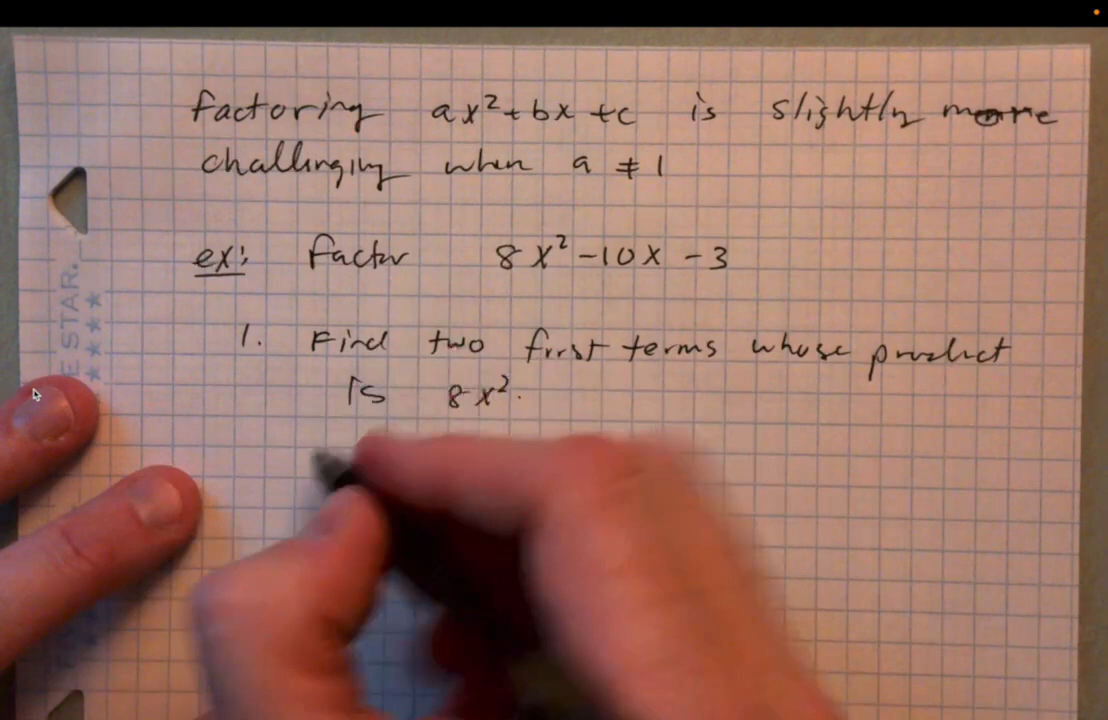 factoring ax²+bx+c is slightly more
challenging when a ≠ 1
ex: Factor 8x²-10x-3
1. Find two first terms whose product
is 8x².
E STAR.
★★★★